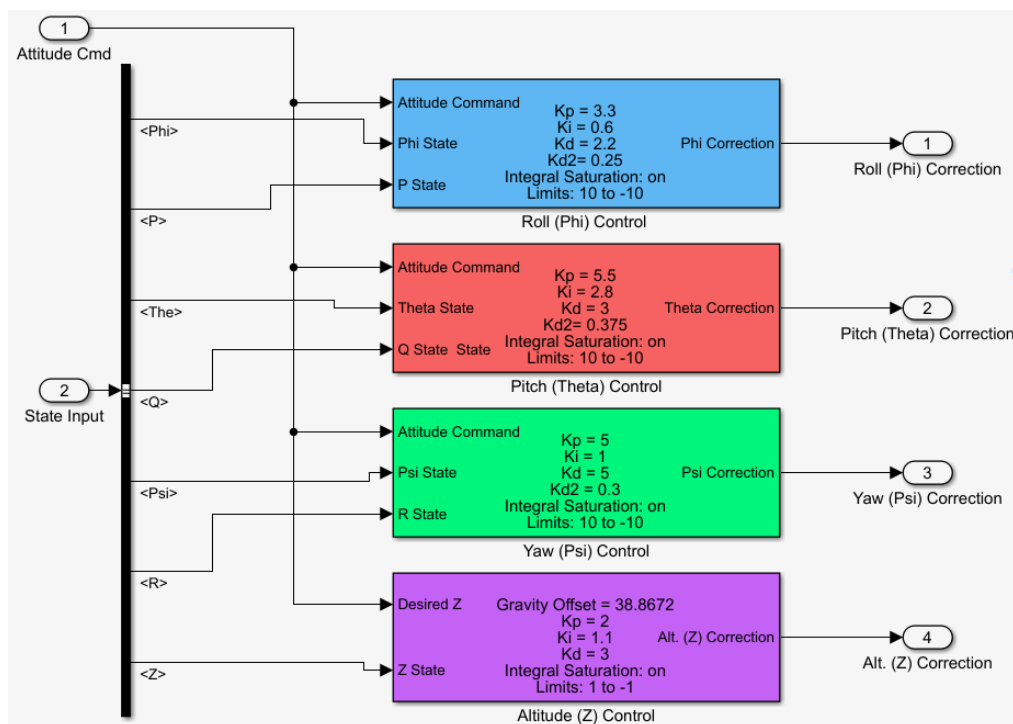 1
Attitude Cmd
<Phi>
<P>
<The>
2
State Input
<Q>
<Psi>
<R>
<Z>
Attitude Command
Phi State
P State
Kp = 3.3
Ki = 0.6
Kd = 2.2
Kd2 = 0.25
Integral Saturation: on
Limits: 10 to -10
Phi Correction
Roll (Phi) Control
1
Roll (Phi) Correction
Attitude Command
Theta State
Q State  State
Kp = 5.5
Ki = 2.8
Kd = 3
Kd2= 0.375
Integral Saturation: on
Limits: 10 to -10
Theta Correction
Pitch (Theta) Control
2
Pitch (Theta) Correction
Attitude Command
Psi State
R State
Kp = 5
Ki = 1
Kd = 5
Kd2 = 0.3
Integral Saturation: on
Limits: 10 to -10
Psi Correction
Yaw (Psi) Control
3
Yaw (Psi) Correction
Desired Z
Z State
Gravity Offset = 38.8672
Kp = 2
Ki = 1.1
Kd = 3
Integral Saturation: on
Limits: 1 to -1
Alt. (Z) Correction
Altitude (Z) Control
4
Alt. (Z) Correction